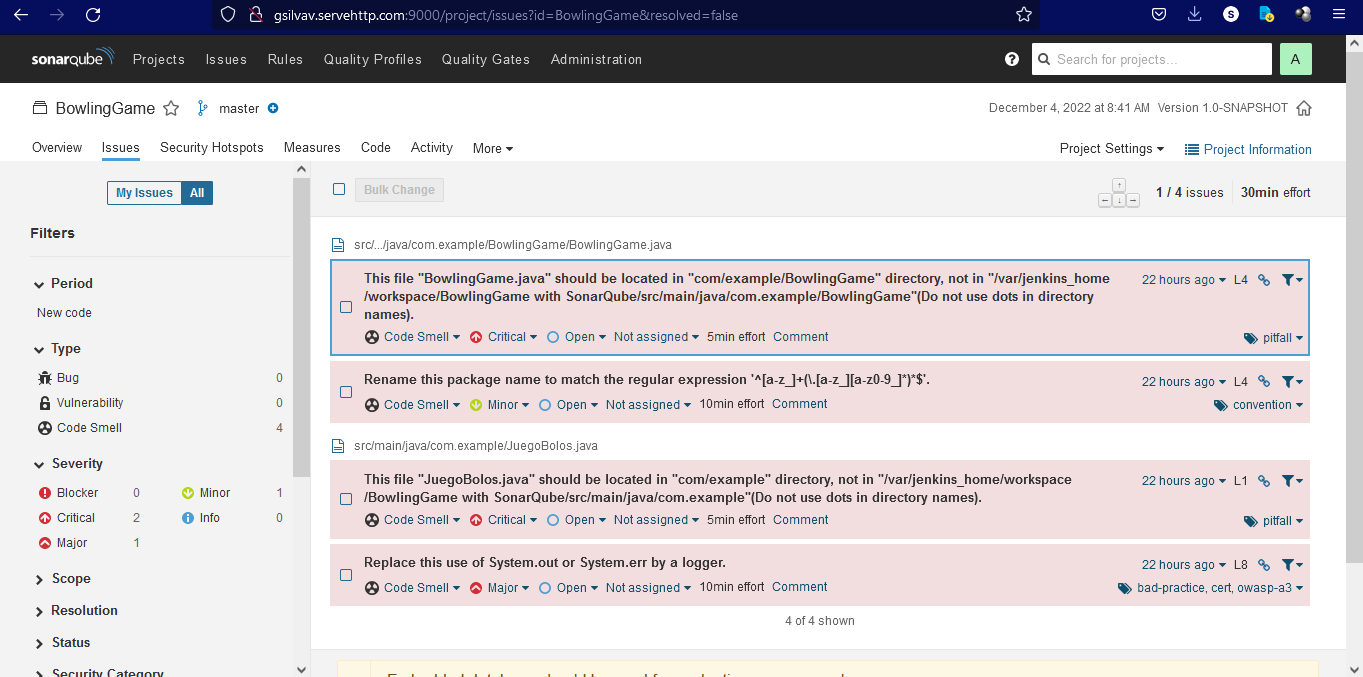 gsilvav.servehttp.com:9000/project/issues?id=BowlingGame&resolved=false
S
sonarqube Projects Issues Rules Quality Profiles Quality Gates Administration ? Search for projects... A
BowlingGame master December 4, 2022 at 8:41 AM Version 1.0-SNAPSHOT
Overview Issues Security Hotspots Measures Code Activity More Project Settings Project Information
My Issues All
Bulk Change
1 / 4 issues 30min effort
Filters
Period
New code
Type
Bug 0
Vulnerability 0
Code Smell 4
Severity
Blocker 0 Minor 1
Critical 2 Info 0
Major 1
Scope
Resolution
Status
Security Category
src/.../java/com.example/BowlingGame/BowlingGame.java
This file "BowlingGame.java" should be located in "com/example/BowlingGame" directory, not in "/var/jenkins_home
/workspace/BowlingGame with SonarQube/src/main/java/com.example/BowlingGame"(Do not use dots in directory
names).
22 hours ago L4
Code Smell Critical Open Not assigned 5min effort Comment pitfall
Rename this package name to match the regular expression '^[a-z_]+(\.[a-z_][a-z0-9_]*)*$'.
22 hours ago L4
Code Smell Minor Open Not assigned 10min effort Comment convention
src/main/java/com.example/JuegoBolos.java
This file "JuegoBolos.java" should be located in "com/example" directory, not in "/var/jenkins_home/workspace
/BowlingGame with SonarQube/src/main/java/com.example"(Do not use dots in directory names).
22 hours ago L1
Code Smell Critical Open Not assigned 5min effort Comment pitfall
Replace this use of System.out or System.err by a logger.
22 hours ago L8
Code Smell Major Open Not assigned 10min effort Comment bad-practice, cert, owasp-a3
4 of 4 shown